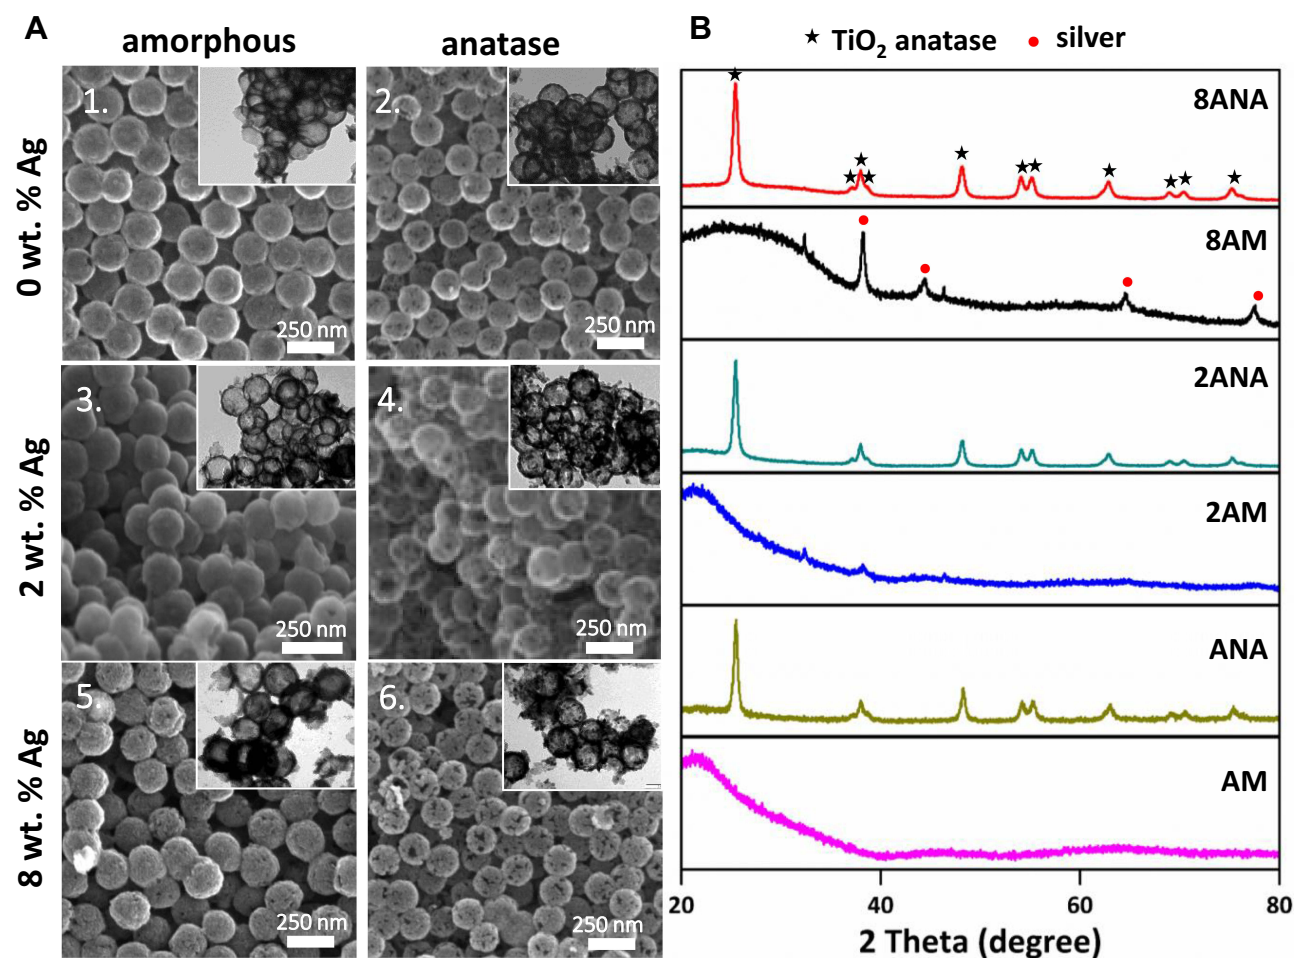 A
amorphous
anatase
0 wt. % Ag
2 wt. % Ag
8 wt. % Ag
1.
250 nm
2.
250 nm
3.
250 nm
4.
250 nm
5.
250 nm
6.
250 nm
B
★ TiO₂ anatase ● silver
8ANA
8AM
2ANA
2AM
ANA
AM
20 40 60 80
2 Theta (degree)